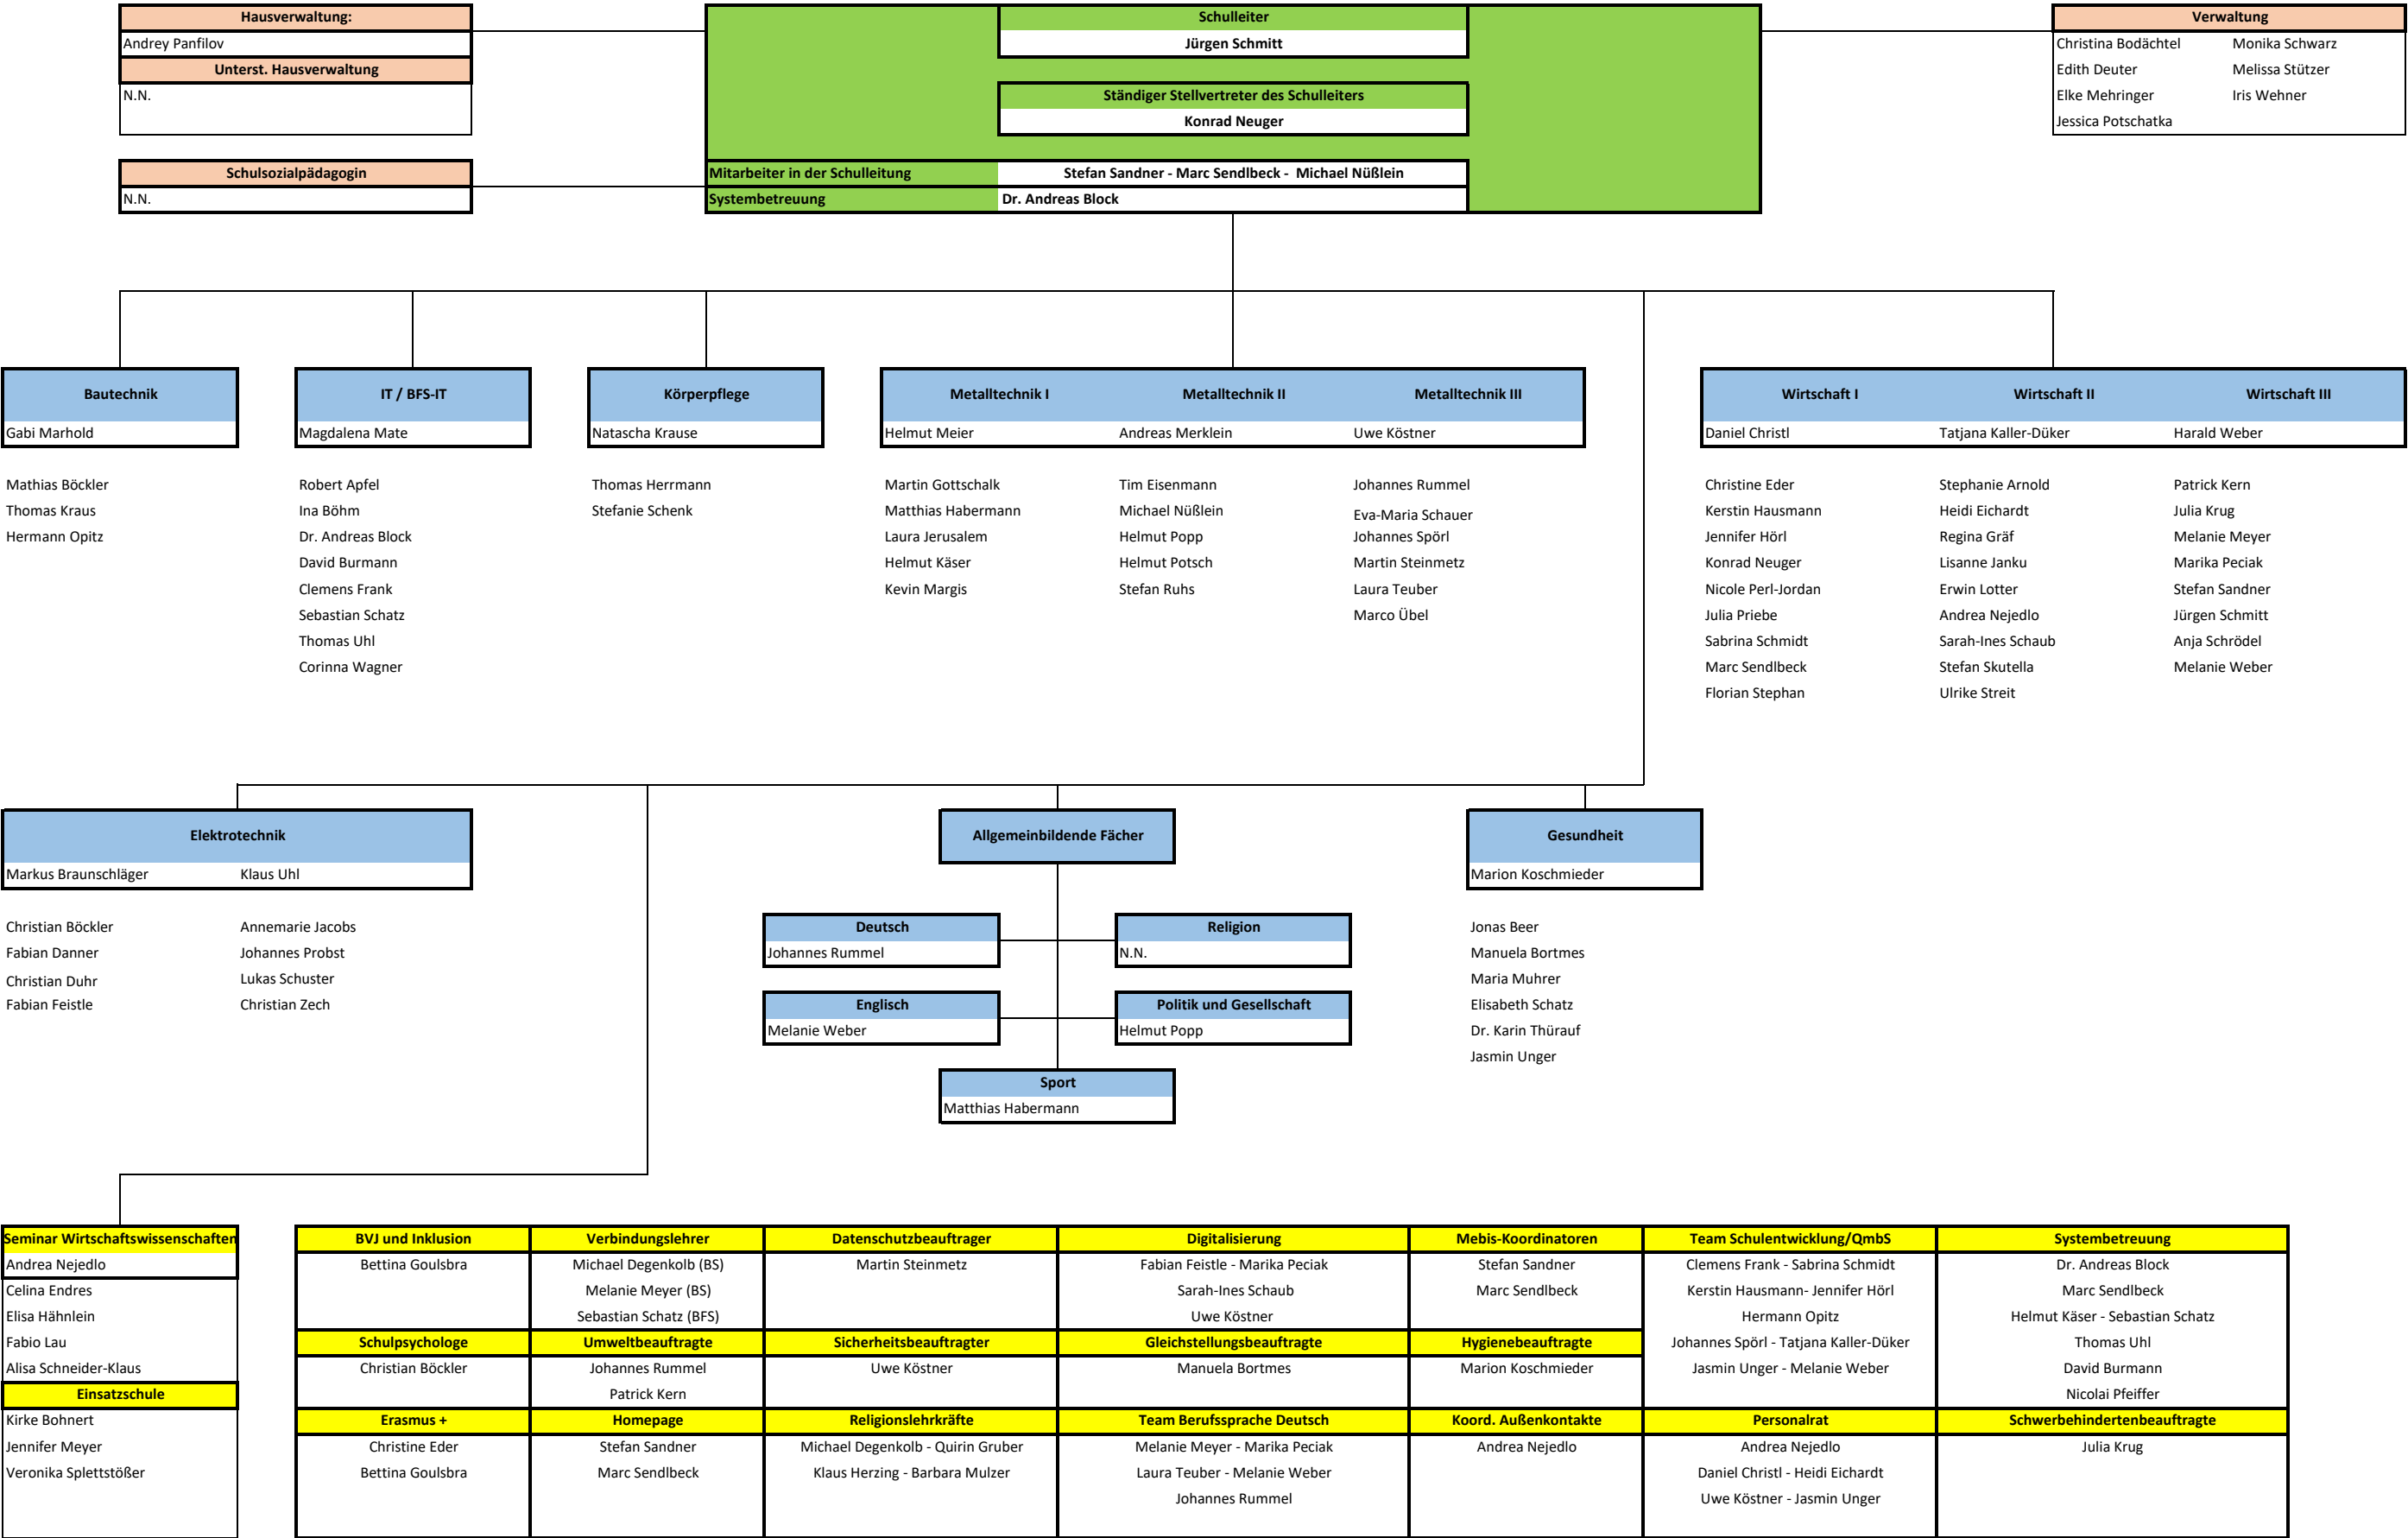 Hausverwaltung:
Andrey Panfilov
Unterst. Hausverwaltung
N.N.
Schulsozialpädagogin
N.N.
Schulleiter
Jürgen Schmitt
Ständiger Stellvertreter des Schulleiters
Konrad Neuger
Mitarbeiter in der Schulleitung Stefan Sandner - Marc Sendlbeck - Michael Nüßlein
Systembetreuung Dr. Andreas Block
Verwaltung
Christina Bodächtel Monika Schwarz
Edith Deuter Melissa Stützer
Elke Mehringer Iris Wehner
Jessica Potschatka
Bautechnik
Gabi Marhold
Mathias Böckler
Thomas Kraus
Hermann Opitz
IT / BFS-IT
Magdalena Mate
Robert Apfel
Ina Böhm
Dr. Andreas Block
David Burmann
Clemens Frank
Sebastian Schatz
Thomas Uhl
Corinna Wagner
Körperpflege
Natascha Krause
Thomas Herrmann
Stefanie Schenk
Metalltechnik I
Helmut Meier
Martin Gottschalk
Matthias Habermann
Laura Jerusalem
Helmut Käser
Kevin Margis
Metalltechnik II
Andreas Merklein
Tim Eisenmann
Michael Nüßlein
Helmut Popp
Helmut Potsch
Stefan Ruhs
Metalltechnik III
Uwe Köstner
Johannes Rummel
Eva-Maria Schauer
Johannes Spörl
Martin Steinmetz
Laura Teuber
Marco Übel
Wirtschaft I
Daniel Christl
Christine Eder
Kerstin Hausmann
Jennifer Hörl
Konrad Neuger
Nicole Perl-Jordan
Julia Priebe
Sabrina Schmidt
Marc Sendlbeck
Florian Stephan
Wirtschaft II
Tatjana Kaller-Düker
Stephanie Arnold
Heidi Eichardt
Regina Gräf
Lisanne Janku
Erwin Lotter
Andrea Nejedlo
Sarah-Ines Schaub
Stefan Skutella
Ulrike Streit
Wirtschaft III
Harald Weber
Patrick Kern
Julia Krug
Melanie Meyer
Marika Peciak
Stefan Sandner
Jürgen Schmitt
Anja Schrödel
Melanie Weber
Elektrotechnik
Markus Braunschläger Klaus Uhl
Christian Böckler Annemarie Jacobs
Fabian Danner Johannes Probst
Christian Duhr Lukas Schuster
Fabian Feistle Christian Zech
Allgemeinbildende Fächer
Deutsch
Johannes Rummel
Religion
N.N.
Englisch
Melanie Weber
Politik und Gesellschaft
Helmut Popp
Sport
Matthias Habermann
Gesundheit
Marion Koschmieder
Jonas Beer
Manuela Bortmes
Maria Muhrer
Elisabeth Schatz
Dr. Karin Thürauf
Jasmin Unger
Seminar Wirtschaftswissenschaften
Andrea Nejedlo
Celina Endres
Elisa Hähnlein
Fabio Lau
Alisa Schneider-Klaus
Einsatzschule
Kirke Bohnert
Jennifer Meyer
Veronika Splettstößer
BVJ und Inklusion
Bettina Goulsbra
Verbindungslehrer
Michael Degenkolb (BS)
Melanie Meyer (BS)
Sebastian Schatz (BFS)
Datenschutzbeauftrager
Martin Steinmetz
Digitalisierung
Fabian Feistle - Marika Peciak
Sarah-Ines Schaub
Uwe Köstner
Mebis-Koordinatoren
Stefan Sandner
Marc Sendlbeck
Team Schulentwicklung/QmbS
Clemens Frank - Sabrina Schmidt
Kerstin Hausmann- Jennifer Hörl
Hermann Opitz
Johannes Spörl - Tatjana Kaller-Düker
Jasmin Unger - Melanie Weber
Systembetreuung
Dr. Andreas Block
Marc Sendlbeck
Helmut Käser - Sebastian Schatz
Thomas Uhl
David Burmann
Nicolai Pfeiffer
Schulpsychologe
Christian Böckler
Umweltbeauftragte
Johannes Rummel
Patrick Kern
Sicherheitsbeauftragter
Uwe Köstner
Gleichstellungsbeauftragte
Manuela Bortmes
Hygienebeauftragte
Marion Koschmieder
Erasmus +
Christine Eder
Bettina Goulsbra
Homepage
Stefan Sandner
Marc Sendlbeck
Religionslehrkräfte
Michael Degenkolb - Quirin Gruber
Klaus Herzing - Barbara Mulzer
Team Berufssprache Deutsch
Melanie Meyer - Marika Peciak
Laura Teuber - Melanie Weber
Johannes Rummel
Koord. Außenkontakte
Andrea Nejedlo
Personalrat
Andrea Nejedlo
Daniel Christl - Heidi Eichardt
Uwe Köstner - Jasmin Unger
Schwerbehindertenbeauftragte
Julia Krug